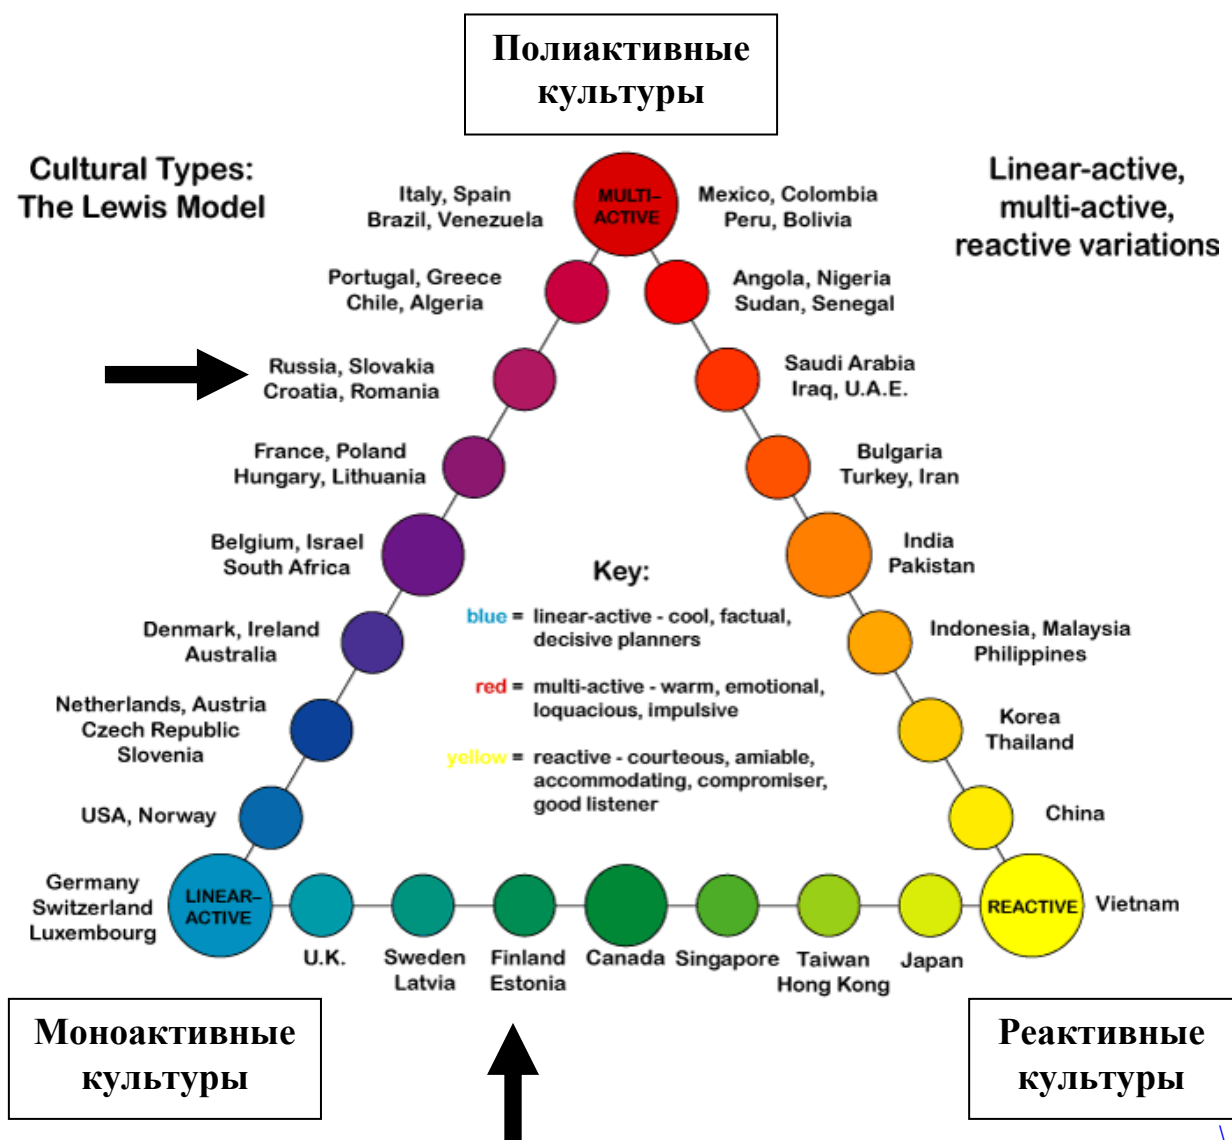 Полиактивные
культуры
Cultural Types:
The Lewis Model
Linear-active,
multi-active,
reactive variations
Italy, Spain
Brazil, Venezuela
MULTI–
ACTIVE
Mexico, Colombia
Peru, Bolivia
Portugal, Greece
Chile, Algeria
Angola, Nigeria
Sudan, Senegal
Russia, Slovakia
Croatia, Romania
Saudi Arabia
Iraq, U.A.E.
France, Poland
Hungary, Lithuania
Bulgaria
Turkey, Iran
Belgium, Israel
South Africa
India
Pakistan
Key:
blue = linear-active - cool, factual,
decisive planners
red = multi-active - warm, emotional,
loquacious, impulsive
yellow = reactive - courteous, amiable,
accommodating, compromiser,
good listener
Denmark, Ireland
Australia
Indonesia, Malaysia
Philippines
Netherlands, Austria
Czech Republic
Slovenia
Korea
Thailand
USA, Norway
China
Germany
Switzerland
Luxembourg
LINEAR–
ACTIVE
REACTIVE
Vietnam
U.K.
Sweden
Latvia
Finland
Estonia
Canada
Singapore
Taiwan
Hong Kong
Japan
Моноактивные
культуры
Реактивные
культуры
\